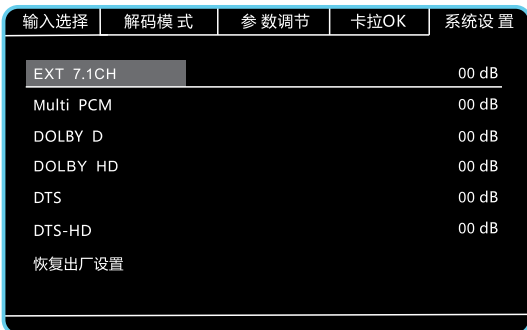 输入选择 解码模式 参数调节 卡拉OK 系统设置
EXT 7.1CH 00 dB
Multi PCM 00 dB
DOLBY D 00 dB
DOLBY HD 00 dB
DTS 00 dB
DTS-HD 00 dB
恢复出厂设置